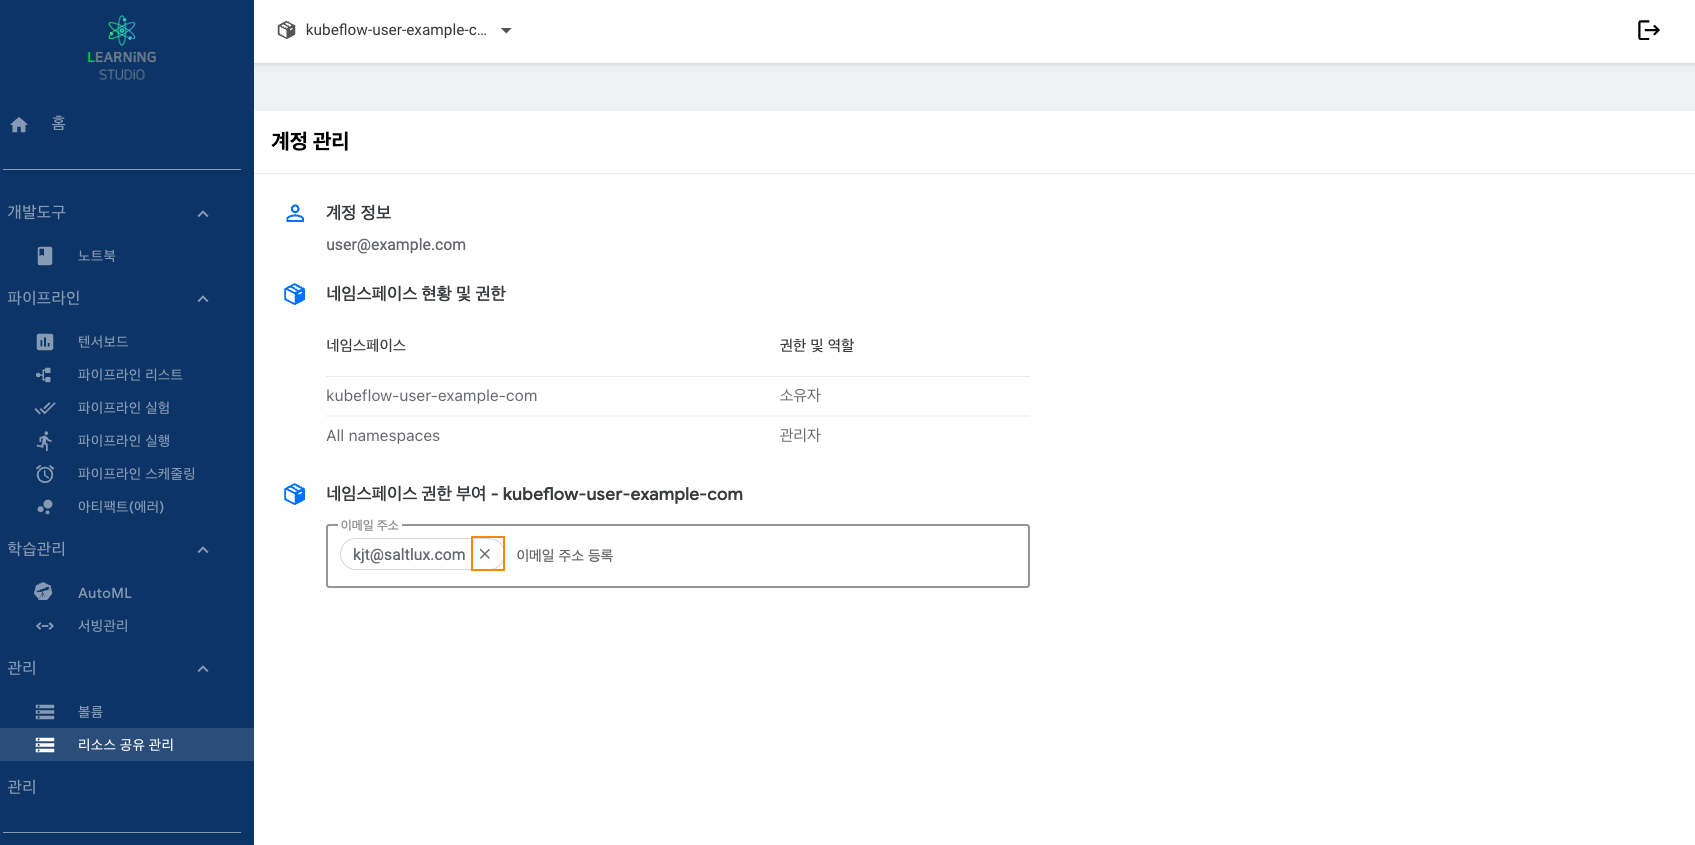 LEARNiNG
STUDiO
홈
개발도구
노트북
파이프라인
텐서보드
파이프라인 리스트
파이프라인 실험
파이프라인 실행
파이프라인 스케줄링
아티팩트(에러)
학습관리
AutoML
서빙관리
관리
볼륨
리소스 공유 관리
관리
kubeflow-user-example-c...
계정 관리
계정 정보
user@example.com
네임스페이스 현황 및 권한
네임스페이스 권한 및 역할
kubeflow-user-example-com 소유자
All namespaces 관리자
네임스페이스 권한 부여 - kubeflow-user-example-com
이메일 주소
kjt@saltlux.com 이메일 주소 등록